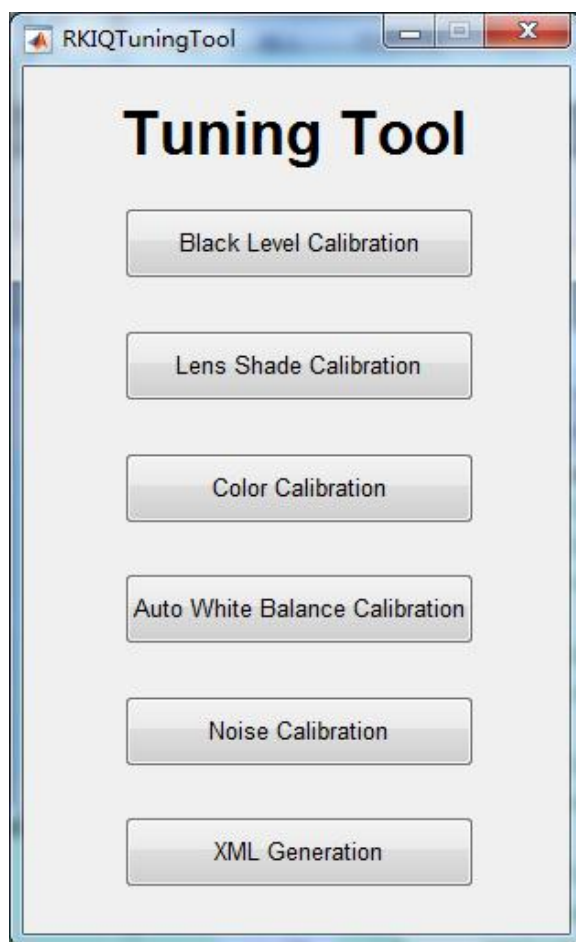 RKIQTuningTool
Tuning Tool
Black Level Calibration
Lens Shade Calibration
Color Calibration
Auto White Balance Calibration
Noise Calibration
XML Generation